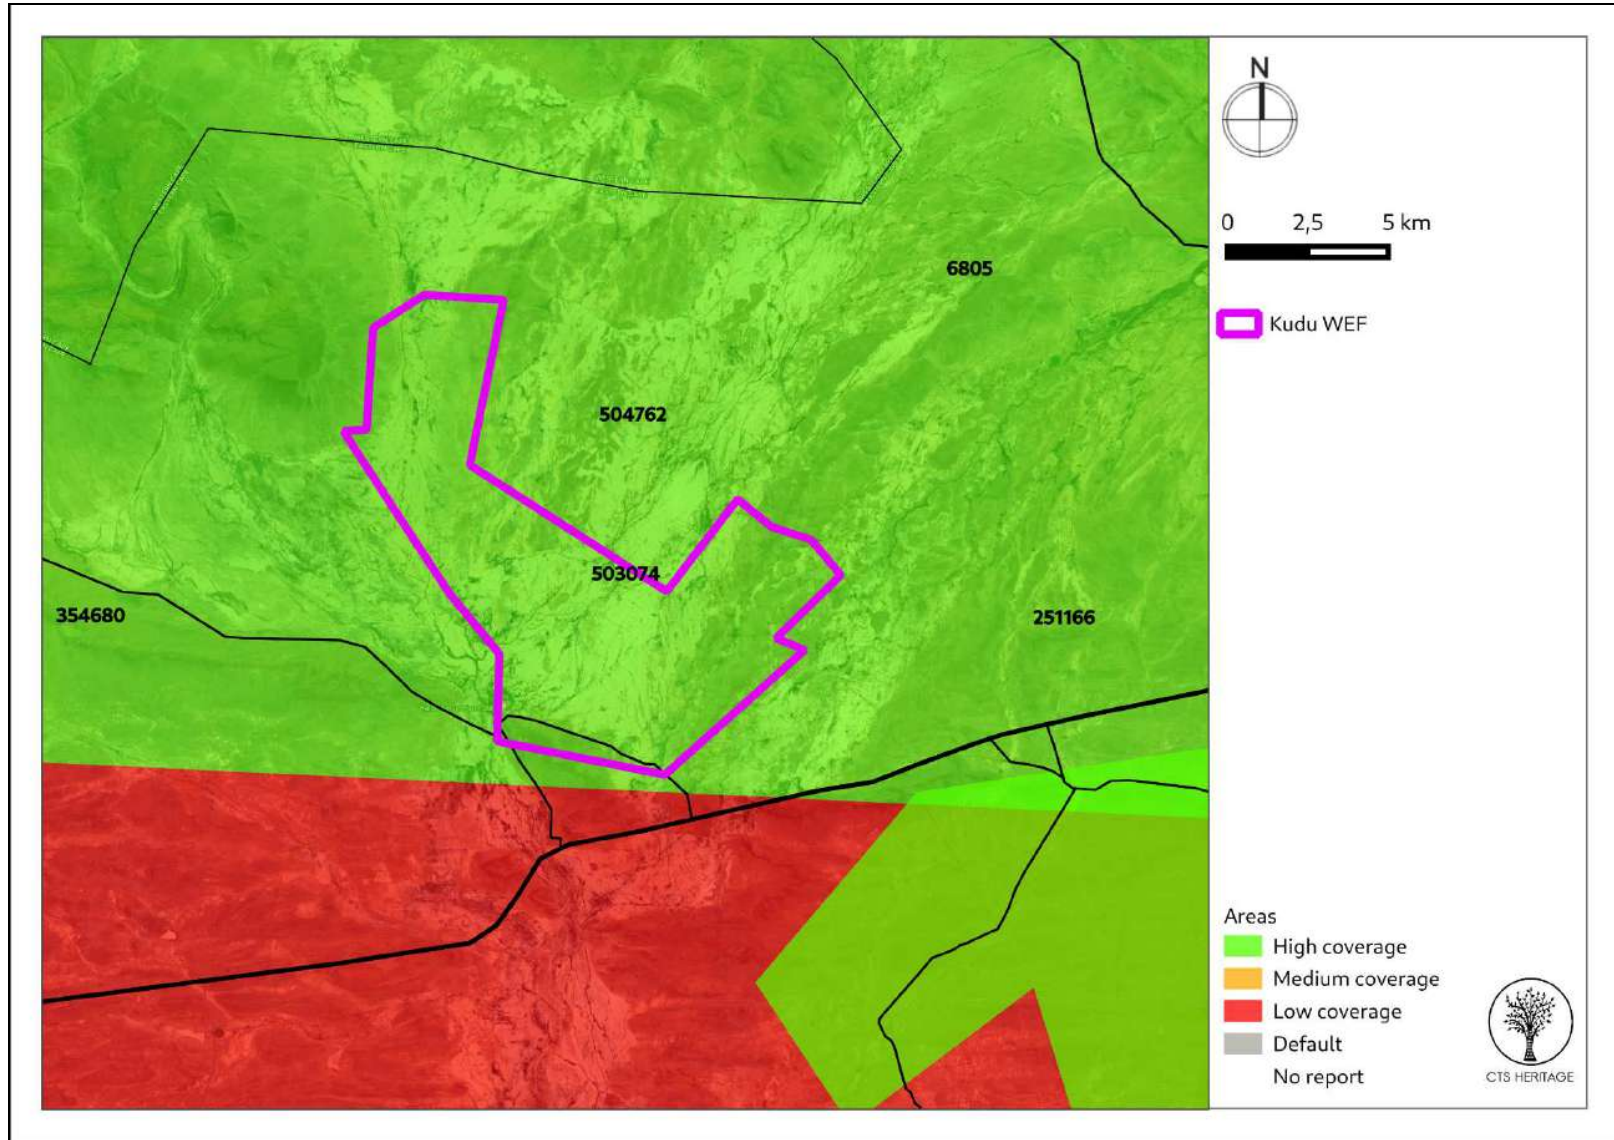 N
0 2,5 5 km
6805
Kudu WEF
504762
503074
354680
251166
Areas
High coverage
Medium coverage
Low coverage
Default
No report
CTS HERITAGE